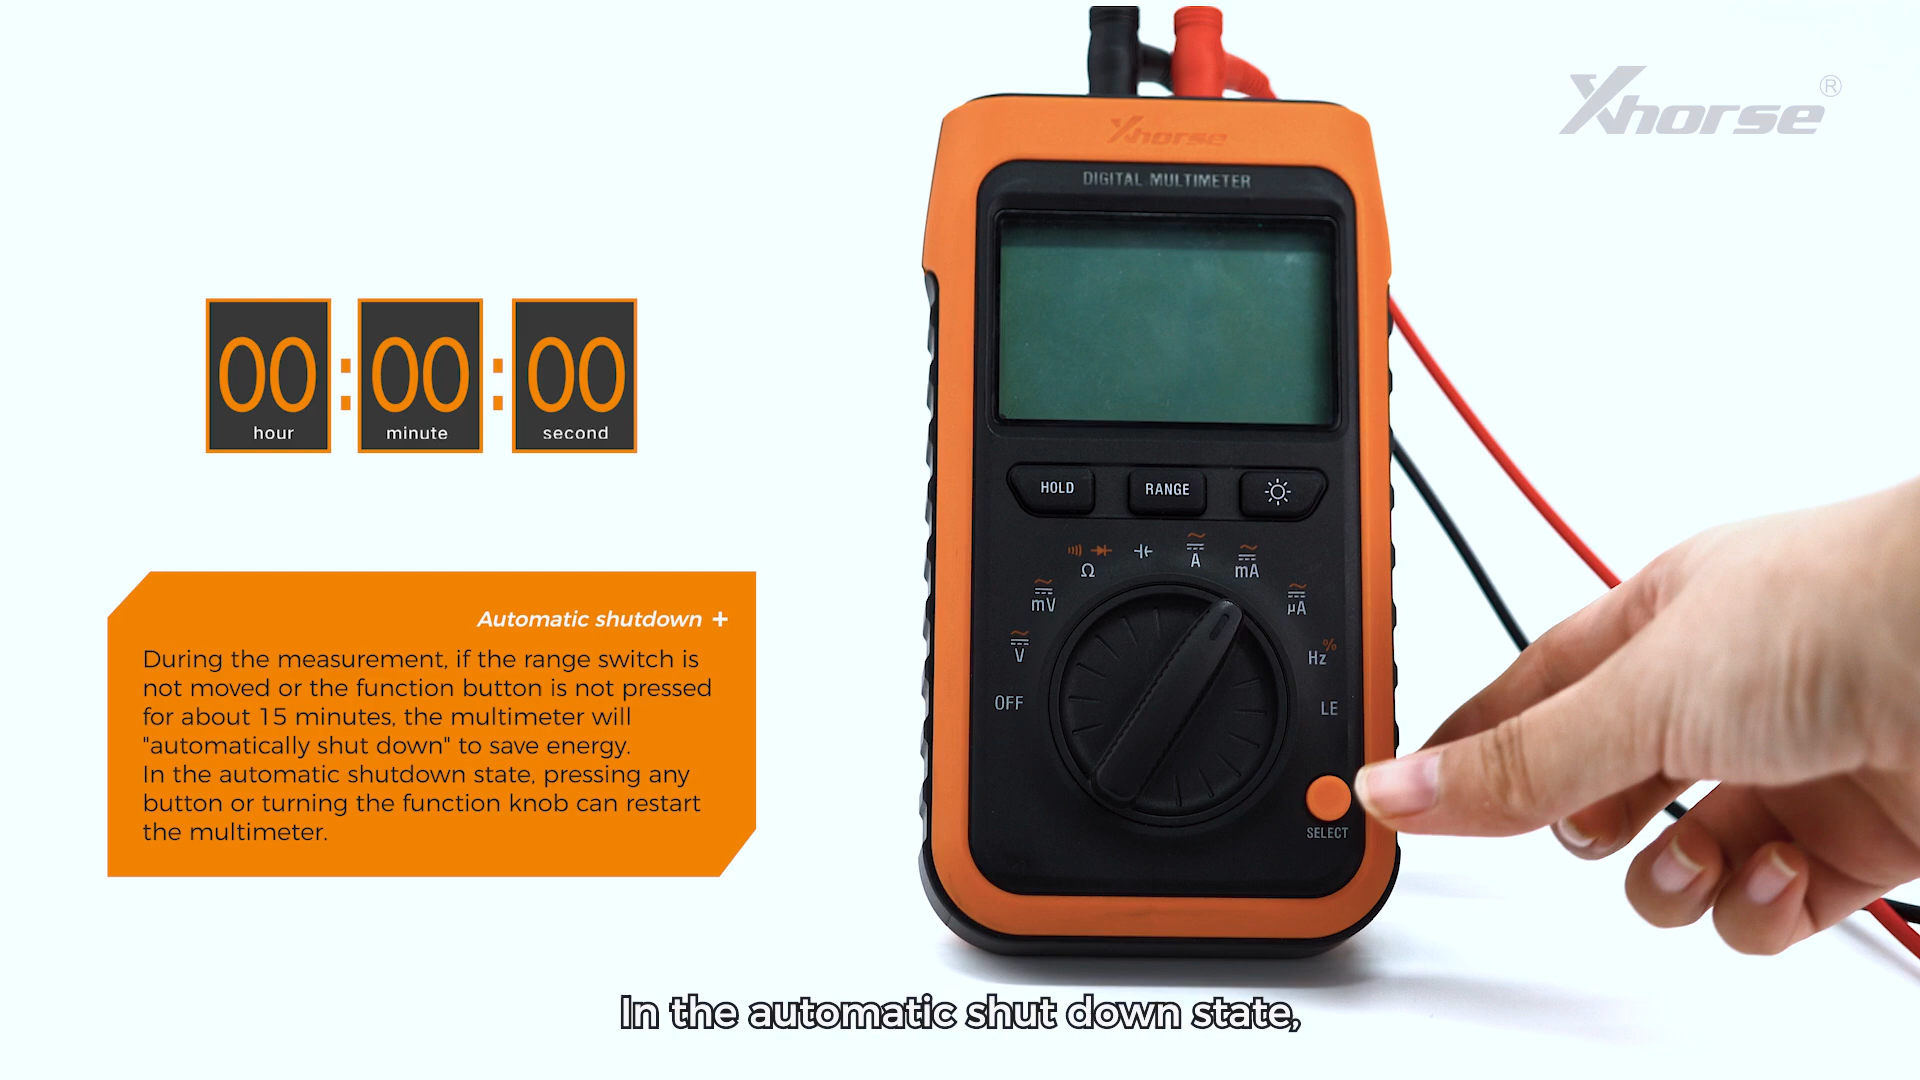 Xhorse®
Xhorse
DIGITAL MULTIMETER
00:00:00
hour minute second
HOLD RANGE
Ω A mA
mV μA
V Hz %
OFF LE
SELECT
Automatic shutdown +
During the measurement, if the range switch is
not moved or the function button is not pressed
for about 15 minutes, the multimeter will
"automatically shut down" to save energy.
In the automatic shutdown state, pressing any
button or turning the function knob can restart
the multimeter.
In the automatic shut down state,